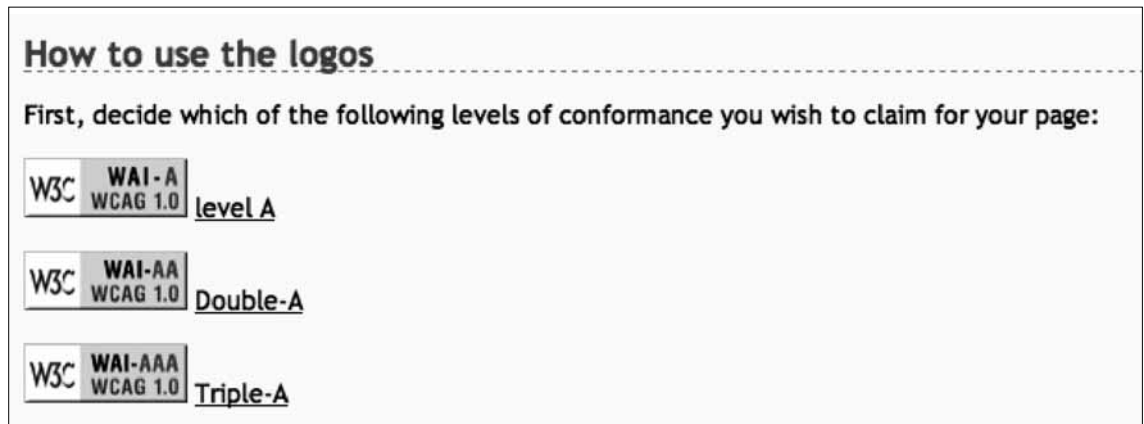 How to use the logos
First, decide which of the following levels of conformance you wish to claim for your page:
W3C WAI-A WCAG 1.0 level A
W3C WAI-AA WCAG 1.0 Double-A
W3C WAI-AAA WCAG 1.0 Triple-A